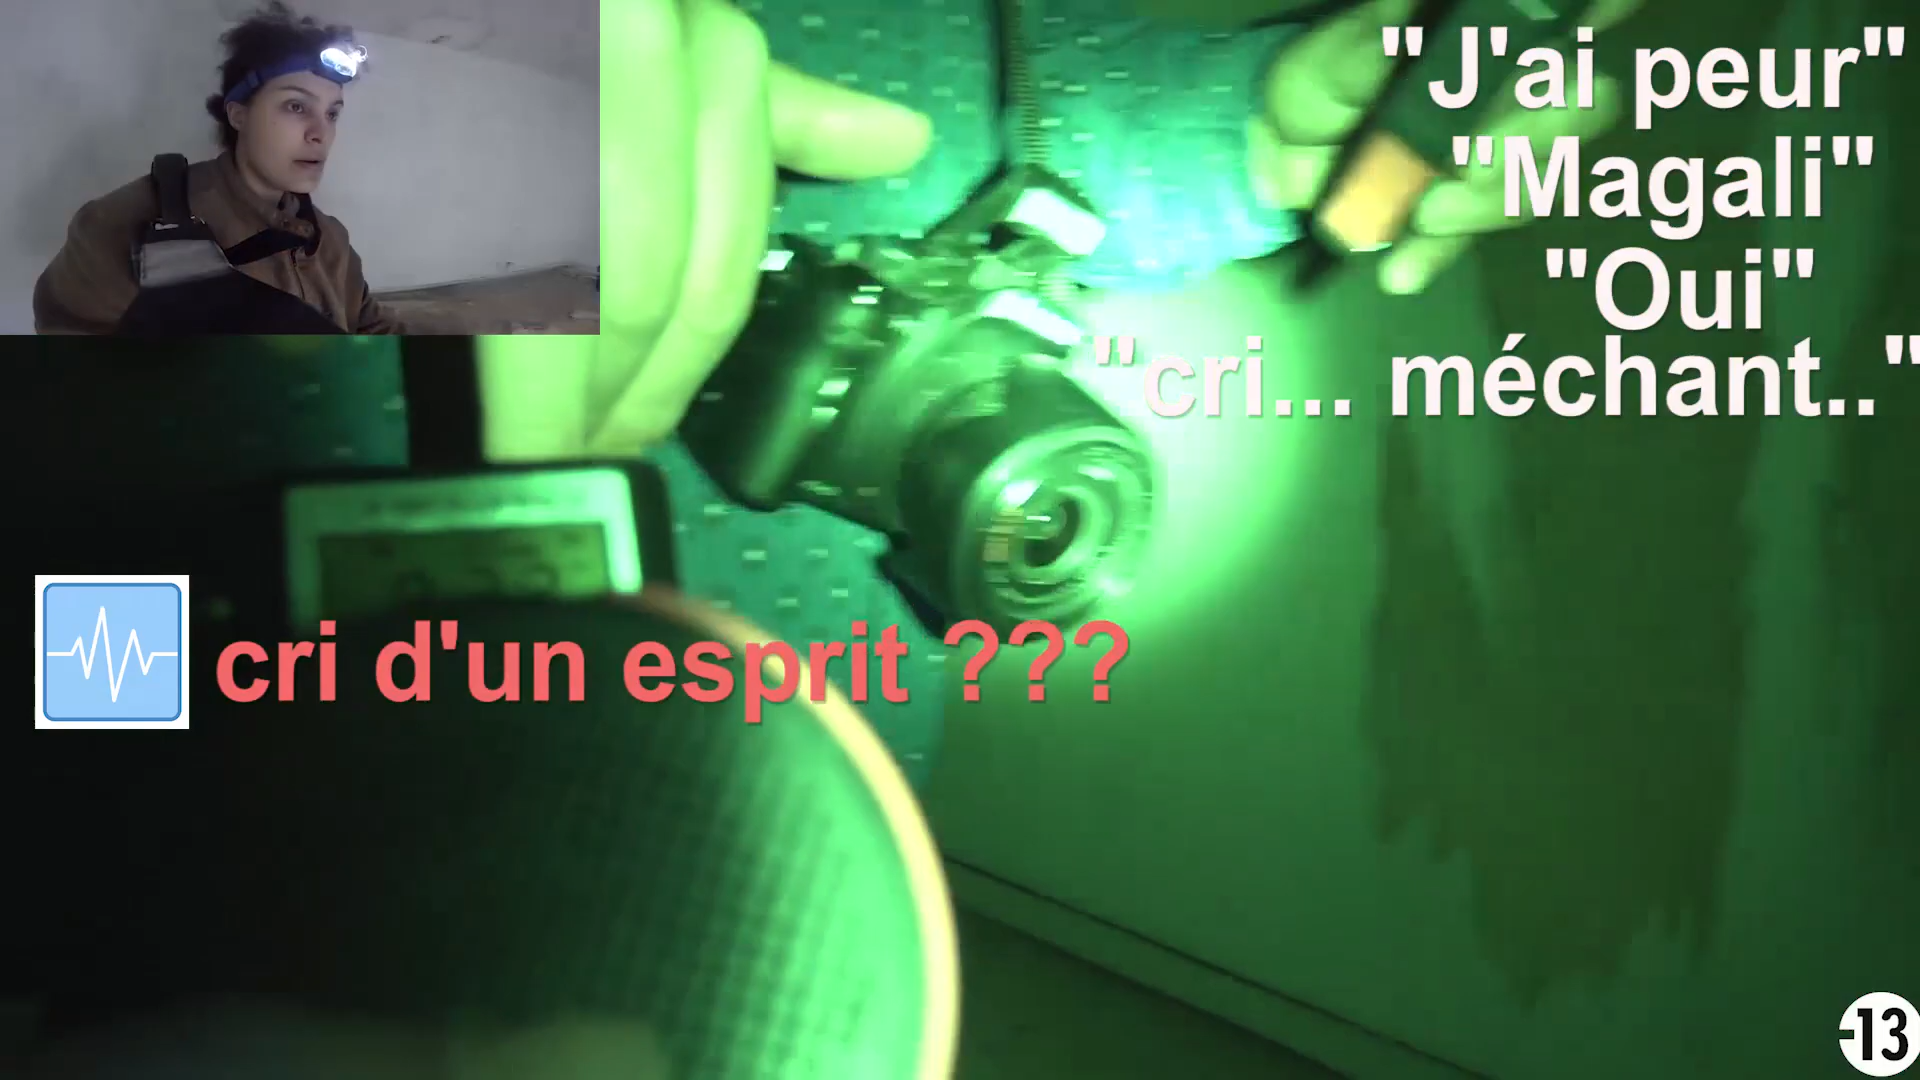 "J'ai peur"
"Magali"
"Oui"
"cri... méchant.."
cri d'un esprit ???
-13